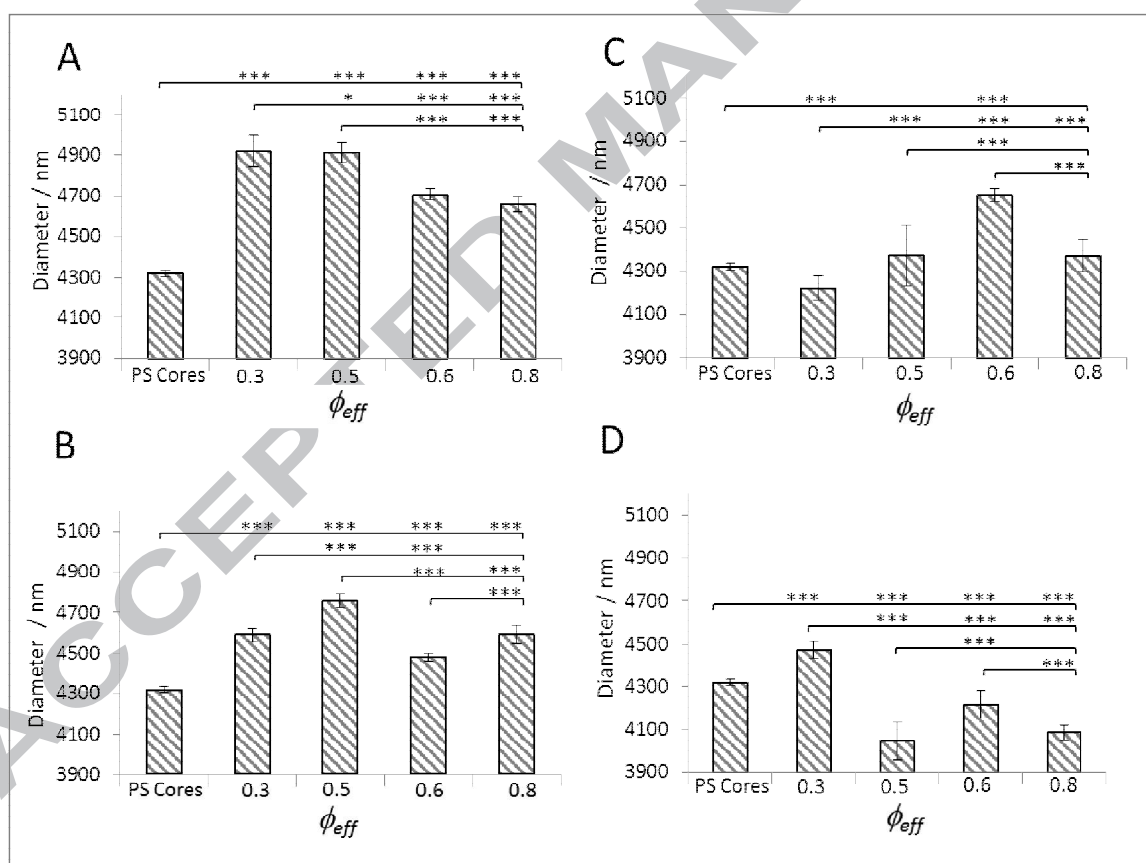 A
*** *** *** ***
* *** ***
*** ***
5100
4900
4700
4500
4300
4100
3900
Diameter / nm
PS Cores 0.3 0.5 0.6 0.8
ϕeff
C
*** ***
*** *** ***
***
***
5100
4900
4700
4500
4300
4100
3900
Diameter / nm
PS Cores 0.3 0.5 0.6 0.8
ϕeff
B
*** *** *** ***
*** ***
*** ***
***
5100
4900
4700
4500
4300
4100
3900
Diameter / nm
PS Cores 0.3 0.5 0.6 0.8
ϕeff
D
*** *** *** ***
*** *** ***
***
***
5100
4900
4700
4500
4300
4100
3900
Diameter / nm
PS Cores 0.3 0.5 0.6 0.8
ϕeff
ACCEPTED MAN